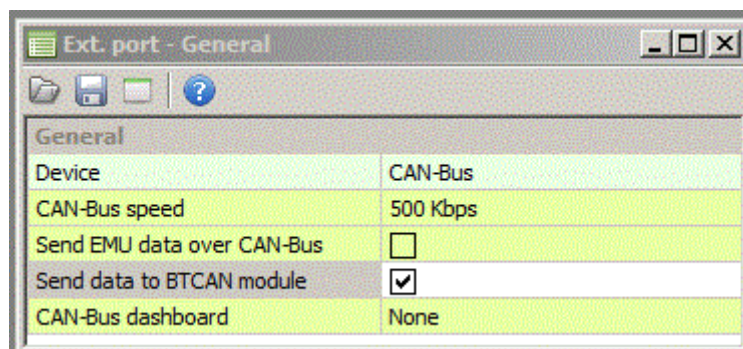 Ext. port - General
General
Device CAN-Bus
CAN-Bus speed 500 Kbps
Send EMU data over CAN-Bus
Send data to BTCAN module
CAN-Bus dashboard None